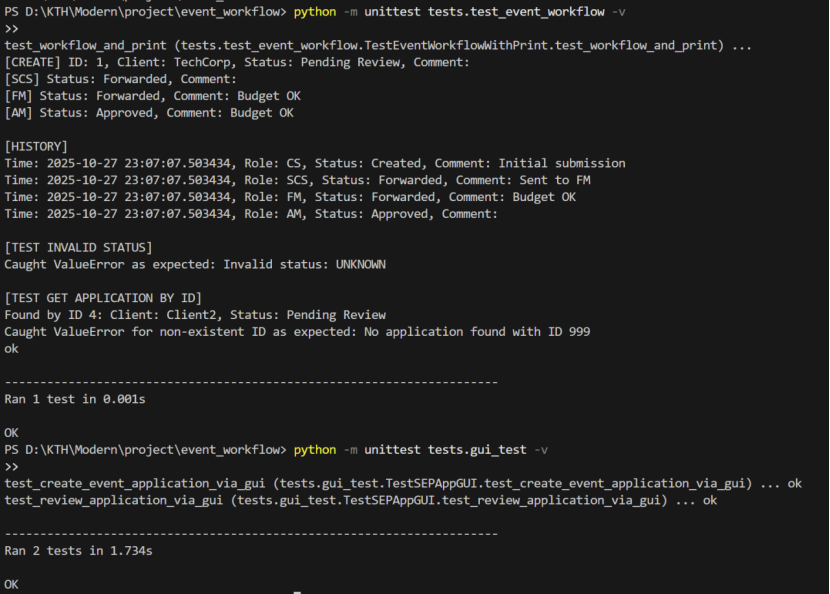 PS D:\KTH\Modern\project\event_workflow> python -m unittest tests.test_event_workflow -v
>>
test_workflow_and_print (tests.test_event_workflow.TestEventWorkflowWithPrint.test_workflow_and_print) ...
[CREATE] ID: 1, Client: TechCorp, Status: Pending Review, Comment:
[SCS] Status: Forwarded, Comment:
[FM] Status: Forwarded, Comment: Budget OK
[AM] Status: Approved, Comment: Budget OK

[HISTORY]
Time: 2025-10-27 23:07:07.503434, Role: CS, Status: Created, Comment: Initial submission
Time: 2025-10-27 23:07:07.503434, Role: SCS, Status: Forwarded, Comment: Sent to FM
Time: 2025-10-27 23:07:07.503434, Role: FM, Status: Forwarded, Comment: Budget OK
Time: 2025-10-27 23:07:07.503434, Role: AM, Status: Approved, Comment:

[TEST INVALID STATUS]
Caught ValueError as expected: Invalid status: UNKNOWN

[TEST GET APPLICATION BY ID]
Found by ID 4: Client: Client2, Status: Pending Review
Caught ValueError for non-existent ID as expected: No application found with ID 999
ok

----------------------------------------------------------------------
Ran 1 test in 0.001s

OK
PS D:\KTH\Modern\project\event_workflow> python -m unittest tests.gui_test -v
>>
test_create_event_application_via_gui (tests.gui_test.TestSEPAppGUI.test_create_event_application_via_gui) ... ok
test_review_application_via_gui (tests.gui_test.TestSEPAppGUI.test_review_application_via_gui) ... ok

----------------------------------------------------------------------
Ran 2 tests in 1.734s

OK